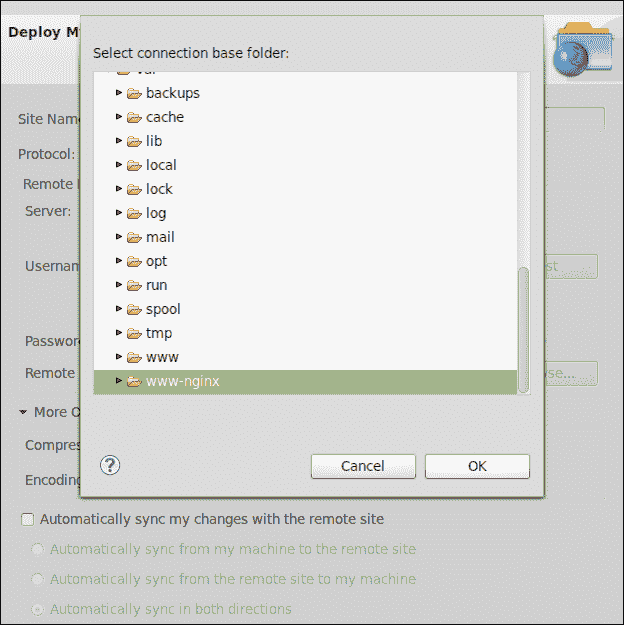 Deploy M
Select connection base folder:
var
backups
cache
lib
local
lock
log
mail
opt
run
spool
tmp
www
www-nginx
Cancel
OK
Site Nam
Protocol:
Remote
Server:
Usernam
st
Passwor
Remote
wse...
More O
Compres
Encoding
Automatically sync my changes with the remote site
Automatically sync from my machine to the remote site
Automatically sync from the remote site to my machine
Automatically sync in both directions